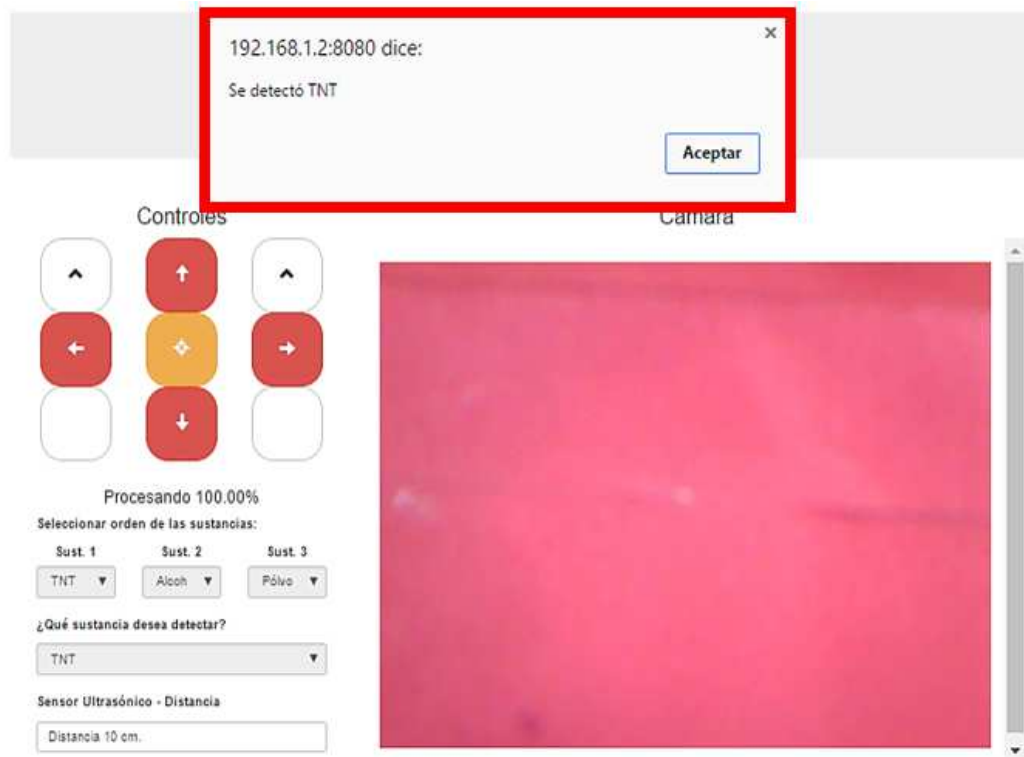 192.168.1.2:8080 dice:
Se detectó TNT
Aceptar
Controles
Cámara
Procesando 100.00%
Seleccionar orden de las sustancias:
Sust. 1 Sust. 2 Sust. 3
TNT Alcoh Pólvo
¿Qué sustancia desea detectar?
TNT
Sensor Ultrasónico - Distancia
Distancia 10 cm.